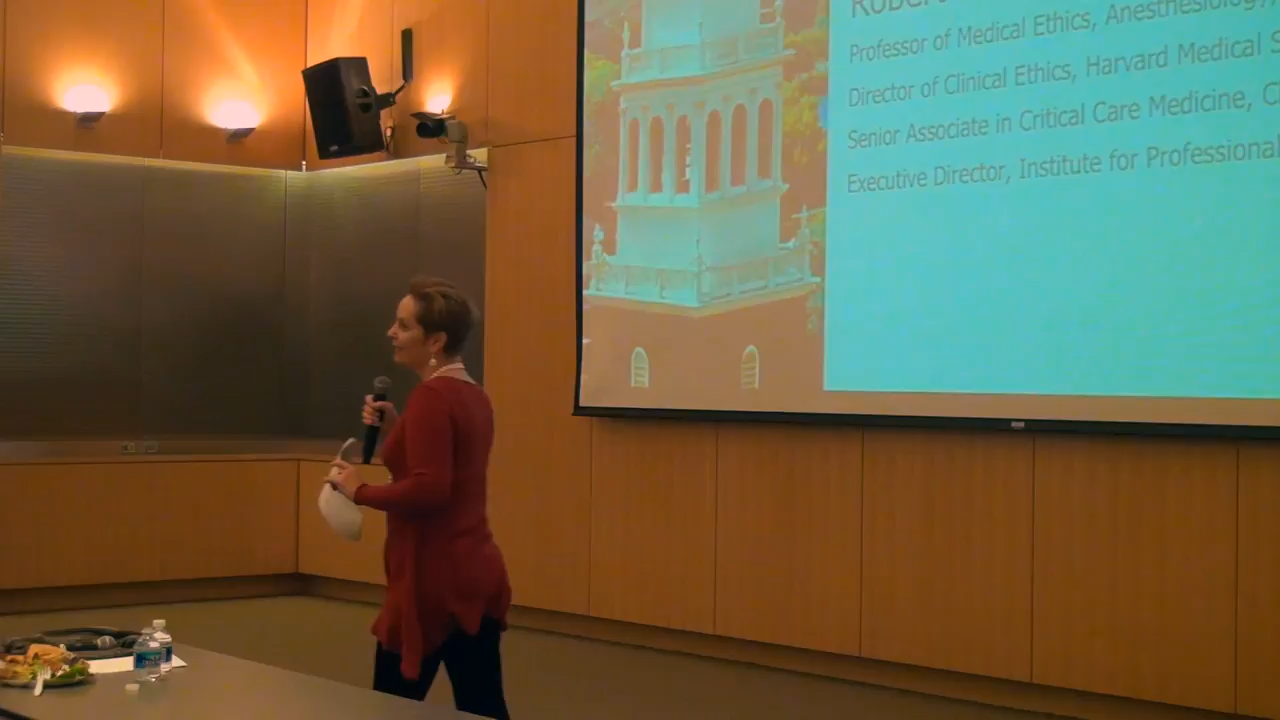 Robert
Professor of Medical Ethics, Anesthesiology,
Director of Clinical Ethics, Harvard Medical S
Senior Associate in Critical Care Medicine, C
Executive Director, Institute for Professional